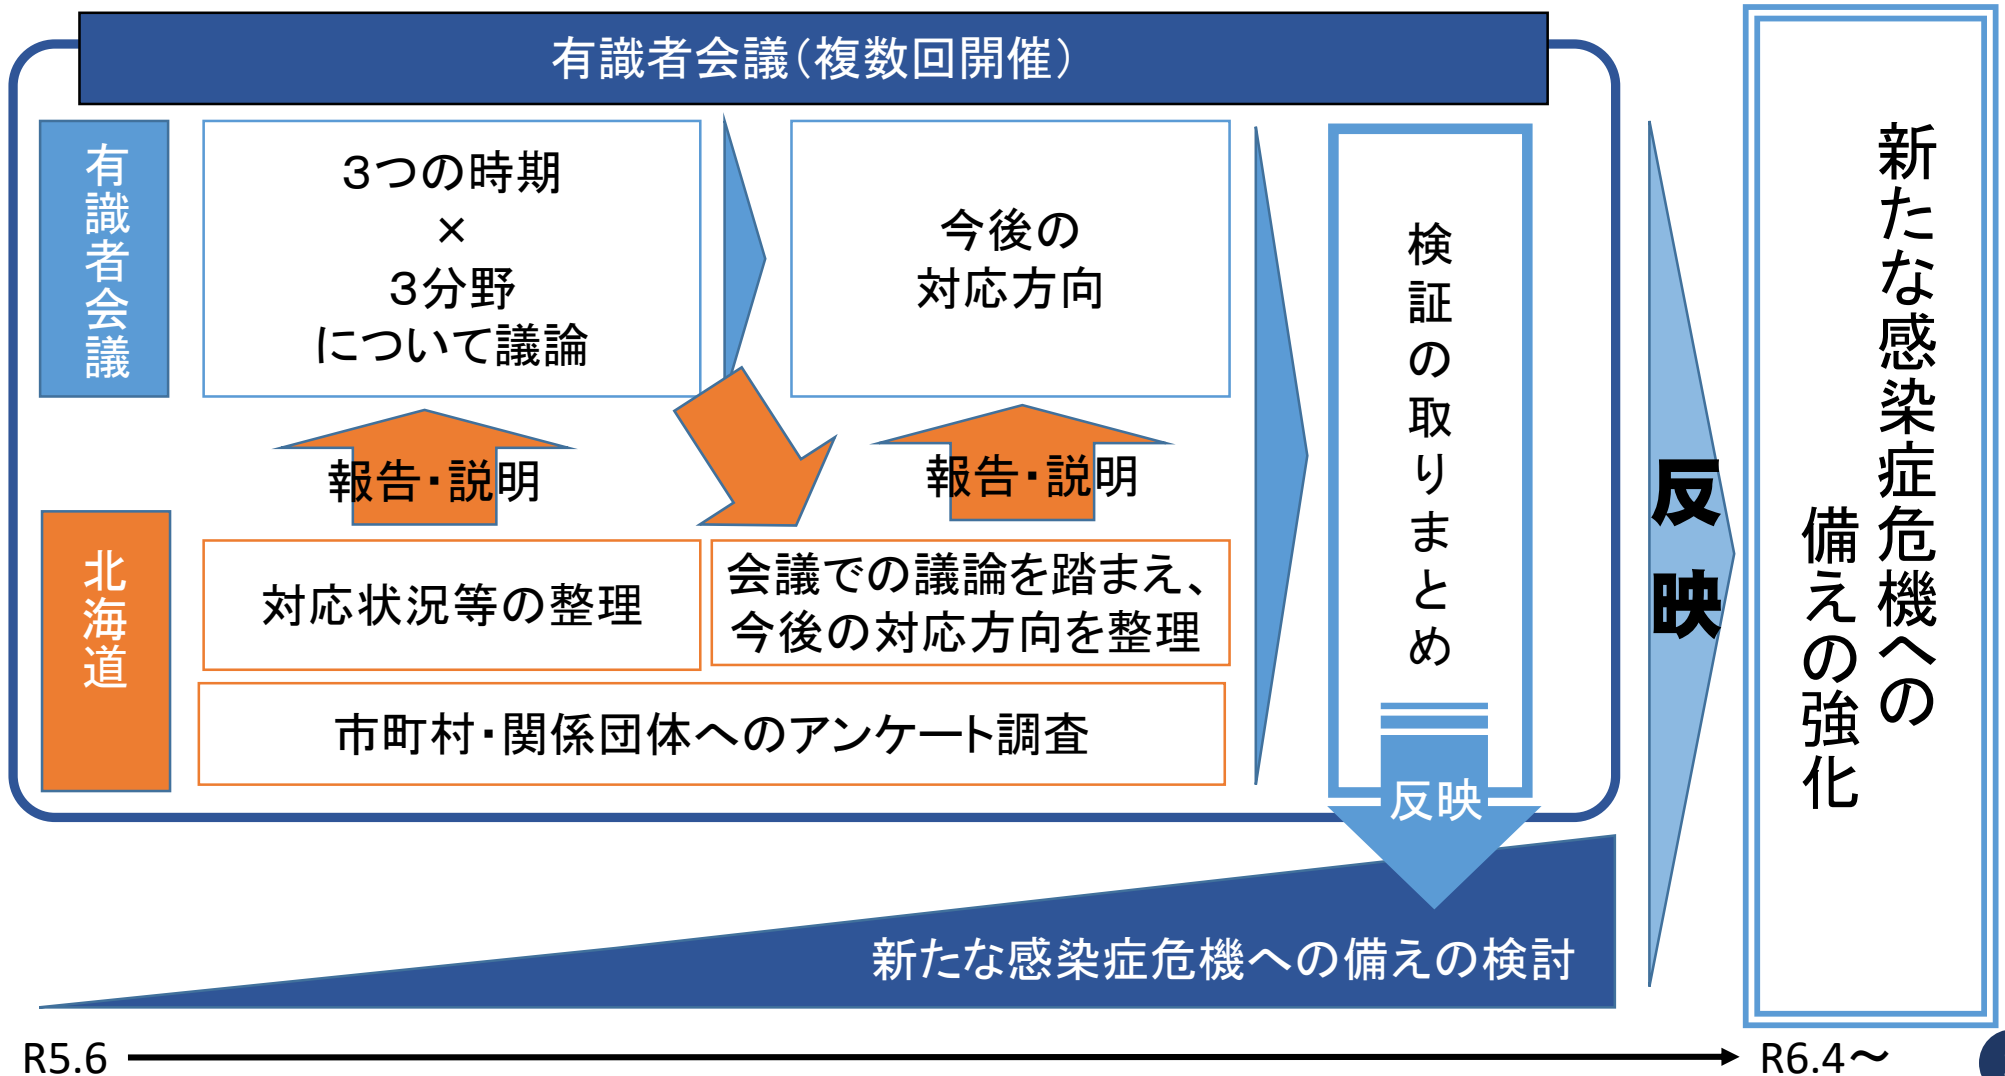 有識者会議（複数回開催）
有識者会議
３つの時期
×
３分野
について議論
今後の
対応方向
検証の取りまとめ
報告・説明
報告・説明
北海道
対応状況等の整理
会議での議論を踏まえ、
今後の対応方向を整理
市町村・関係団体へのアンケート調査
反映
新たな感染症危機への備えの検討
反映
新たな感染症危機への
備えの強化
R5.6
R6.4～